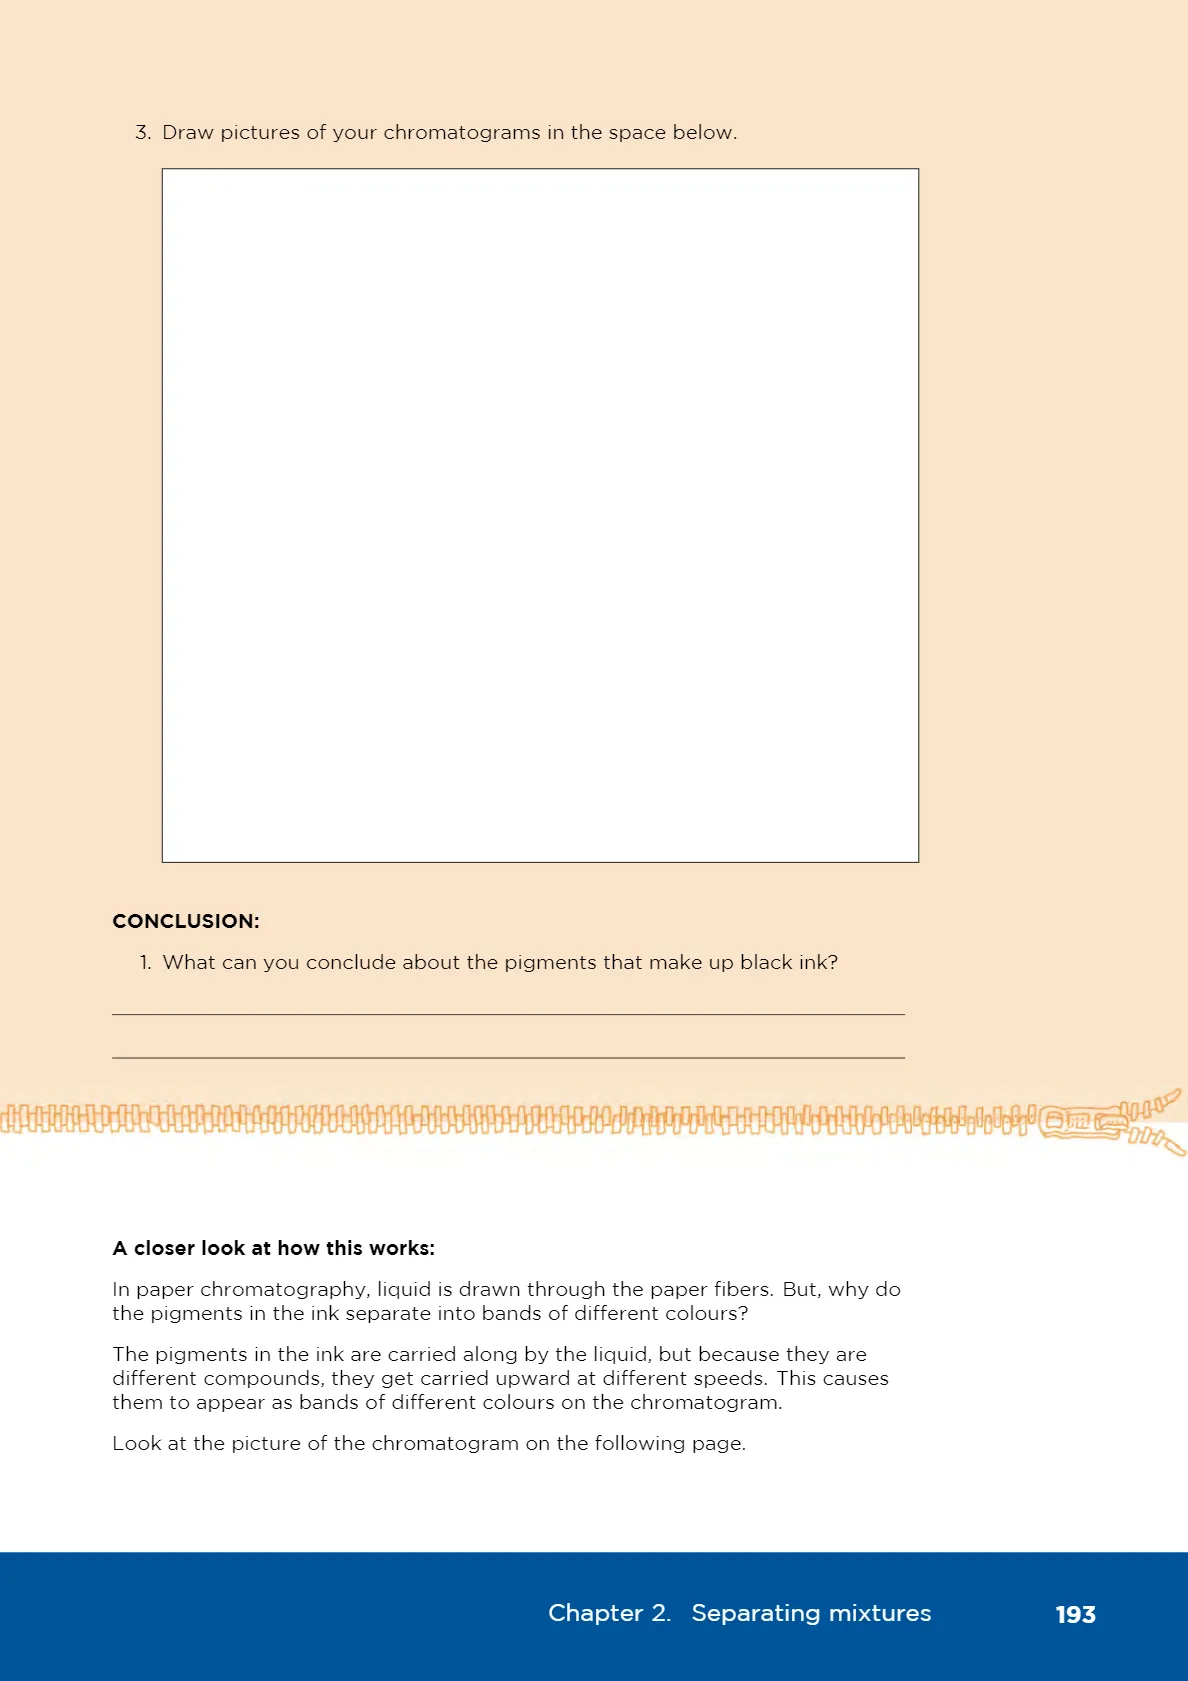 3. Draw pictures of your chromatograms in the space below.
CONCLUSION:
1. What can you conclude about the pigments that make up black ink?
A closer look at how this works:
In paper chromatography, liquid is drawn through the paper fibers. But, why do
the pigments in the ink separate into bands of different colours?
The pigments in the ink are carried along by the liquid, but because they are
different compounds, they get carried upward at different speeds. This causes
them to appear as bands of different colours on the chromatogram.
Look at the picture of the chromatogram on the following page.
Chapter 2. Separating mixtures 193